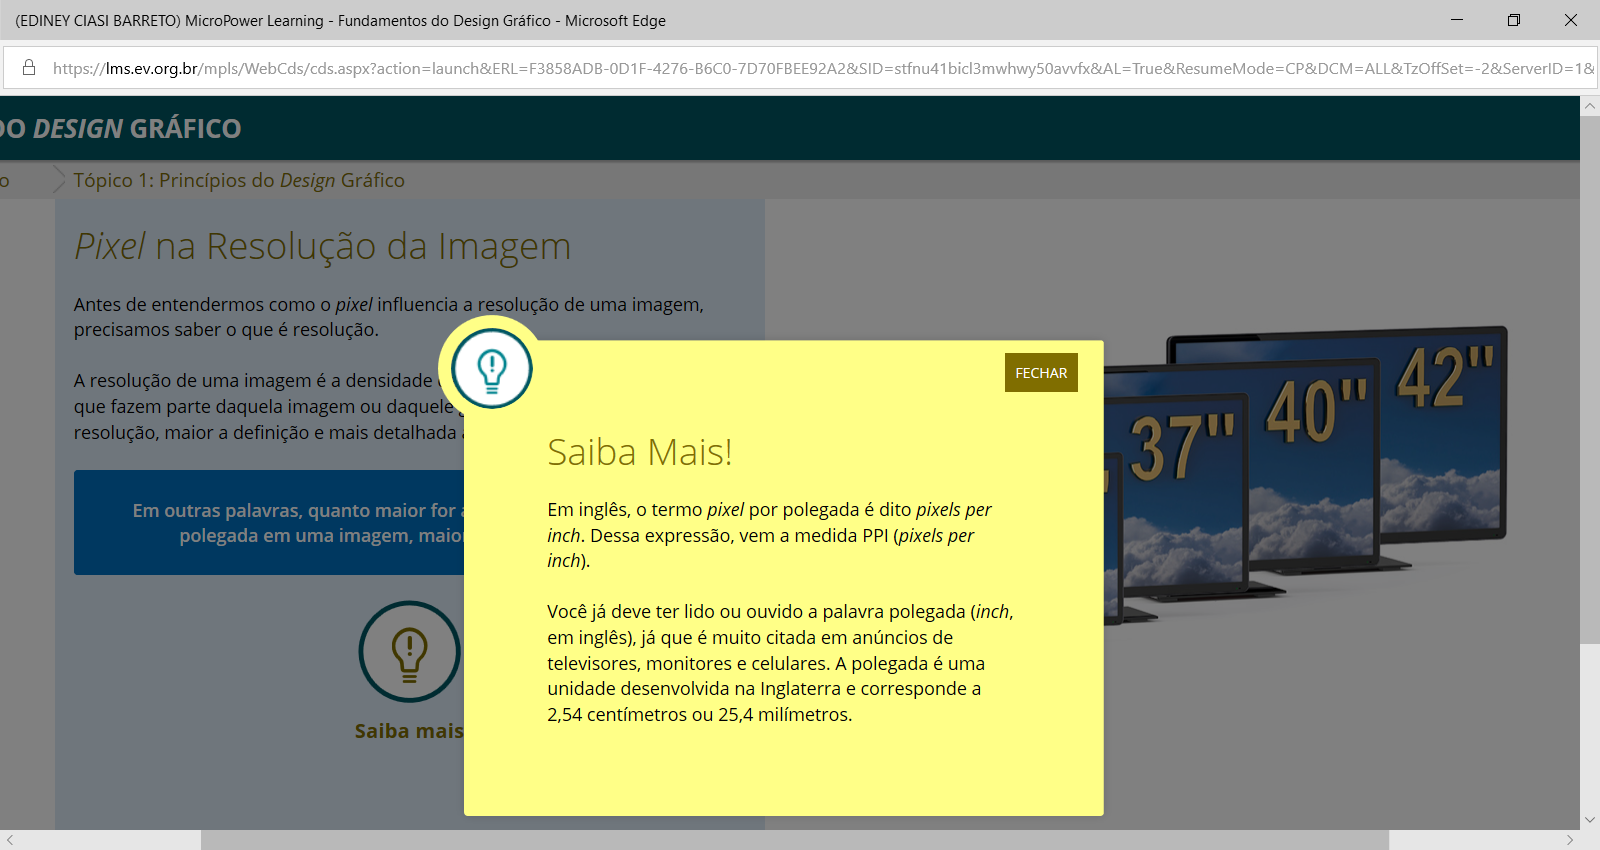 (EDINEY CIASI BARRETO) MicroPower Learning - Fundamentos do Design Gráfico - Microsoft Edge
https://lms.ev.org.br/mpls/WebCds/cds.aspx?action=launch&ERL=F3858ADB-0D1F-4276-B6C0-7D70FBEE92A2&SID=stfnu41bicl3mwhwy50avvfx&AL=True&ResumeMode=CP&DCM=ALL&TzOffSet=-2&ServerID=1&
DO DESIGN GRÁFICO
o
Tópico 1: Princípios do Design Gráfico
Pixel na Resolução da Imagem
Antes de entendermos como o pixel influencia a resolução de uma imagem,
precisamos saber o que é resolução.
A resolução de uma imagem é a densidade
que fazem parte daquela imagem ou daquele
resolução, maior a definição e mais detalhada
Em outras palavras, quanto maior for
polegada em uma imagem, maior
Saiba mais
FECHAR
Saiba Mais!
Em inglês, o termo pixel por polegada é dito pixels per
inch. Dessa expressão, vem a medida PPI (pixels per
inch).
Você já deve ter lido ou ouvido a palavra polegada (inch,
em inglês), já que é muito citada em anúncios de
televisores, monitores e celulares. A polegada é uma
unidade desenvolvida na Inglaterra e corresponde a
2,54 centímetros ou 25,4 milímetros.
37"
40"
42"